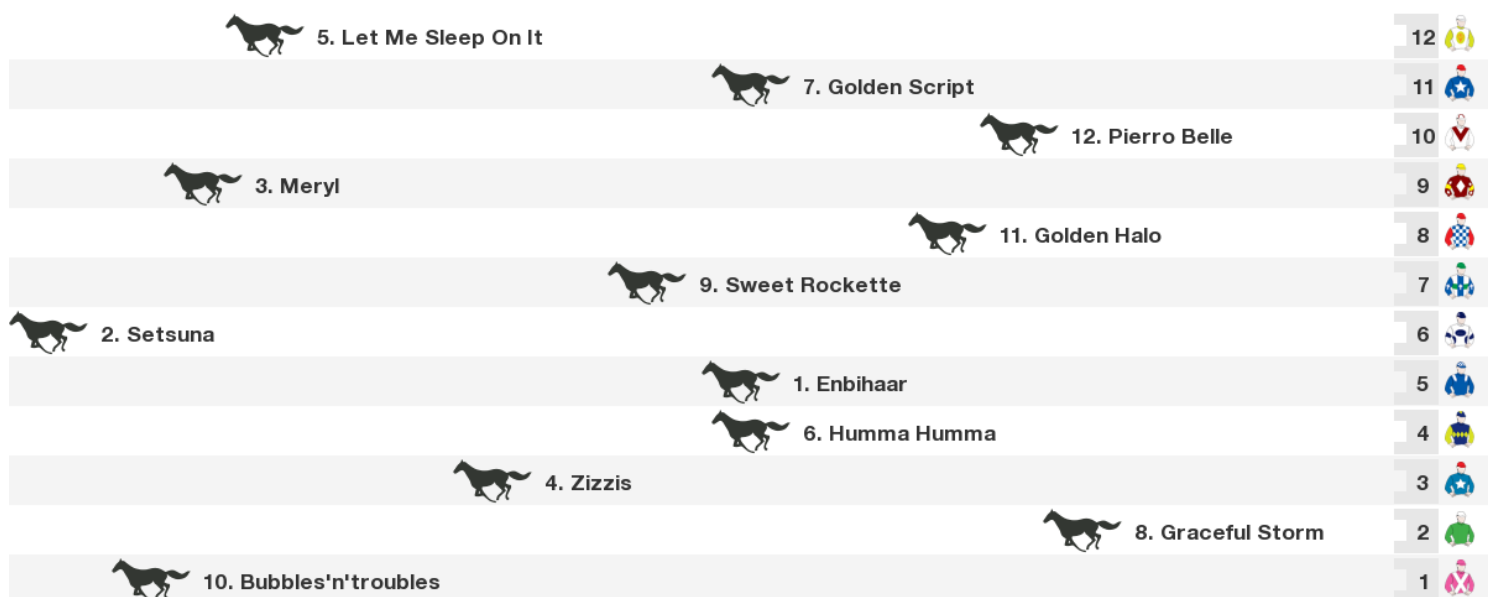 5. Let Me Sleep On It 12
7. Golden Script 11
12. Pierro Belle 10
3. Meryl 9
11. Golden Halo 8
9. Sweet Rockette 7
2. Setsuna 6
1. Enbihaar 5
6. Humma Humma 4
4. Zizzis 3
8. Graceful Storm 2
10. Bubbles'n'troubles 1